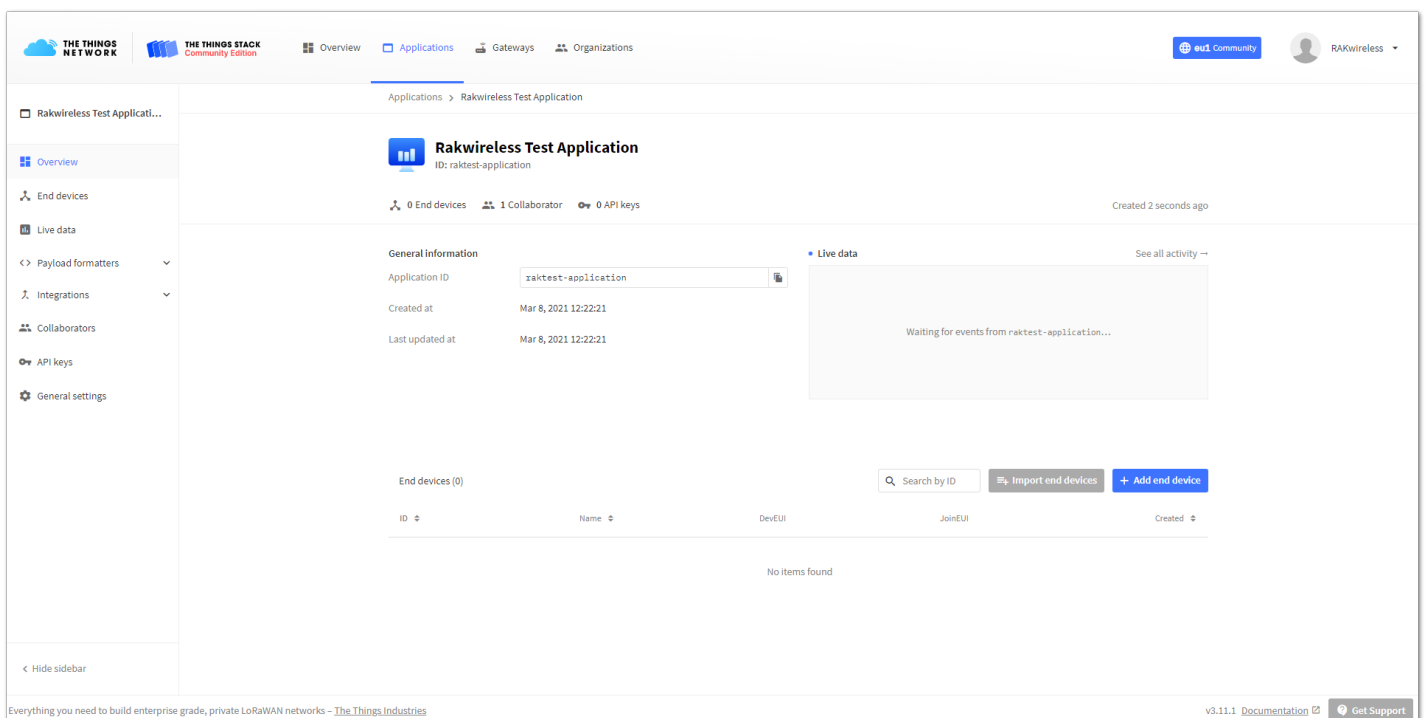 THE THINGS NETWORK
THE THINGS STACK
Community Edition
Overview
Applications
Gateways
Organizations
eu1 Community
RAKwireless
Rakwireless Test Applicati...
Overview
End devices
Live data
Payload formatters
Integrations
Collaborators
API keys
General settings
Hide sidebar
Applications > Rakwireless Test Application
Rakwireless Test Application
ID: raktest-application
0 End devices 1 Collaborator 0 API keys
Created 2 seconds ago
General information
Application ID raktest-application
Created at Mar 8, 2021 12:22:21
Last updated at Mar 8, 2021 12:22:21
Live data See all activity →
Waiting for events from raktest-application...
End devices (0) Search by ID Import end devices + Add end device
ID Name DevEUI JoinEUI Created
No items found
Everything you need to build enterprise grade, private LoRaWAN networks – The Things Industries
v3.11.1 Documentation Get Support